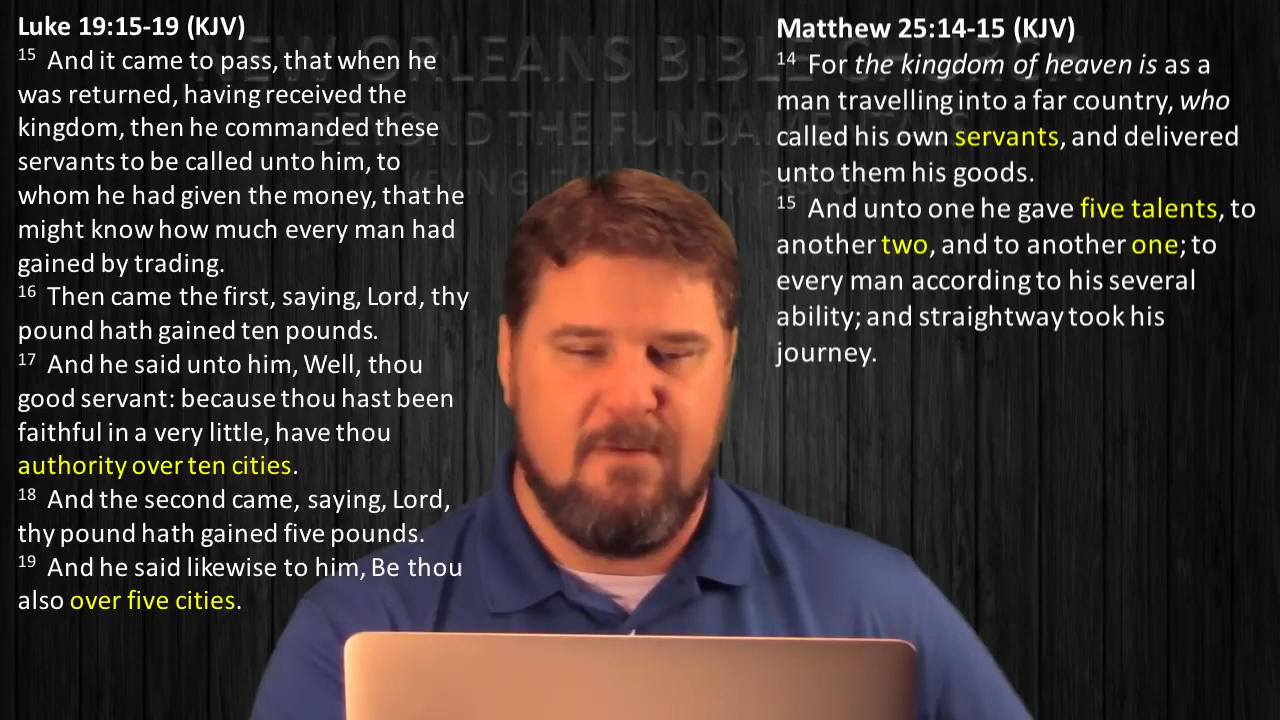 Luke 19:15-19 (KJV)
15 And it came to pass, that when he
was returned, having received the
kingdom, then he commanded these
servants to be called unto him, to
whom he had given the money, that he
might know how much every man had
gained by trading.
16 Then came the first, saying, Lord, thy
pound hath gained ten pounds.
17 And he said unto him, Well, thou
good servant: because thou hast been
faithful in a very little, have thou
authority over ten cities.
18 And the second came, saying, Lord,
thy pound hath gained five pounds.
19 And he said likewise to him, Be thou
also over five cities.
Matthew 25:14-15 (KJV)
14 For the kingdom of heaven is as a
man travelling into a far country, who
called his own servants, and delivered
unto them his goods.
15 And unto one he gave five talents, to
another two, and to another one; to
every man according to his several
ability; and straightway took his
journey.
NEW ORLEANS BIBLE CHURCH
BEYOND THE FUNDAMENTALS
KEVIN